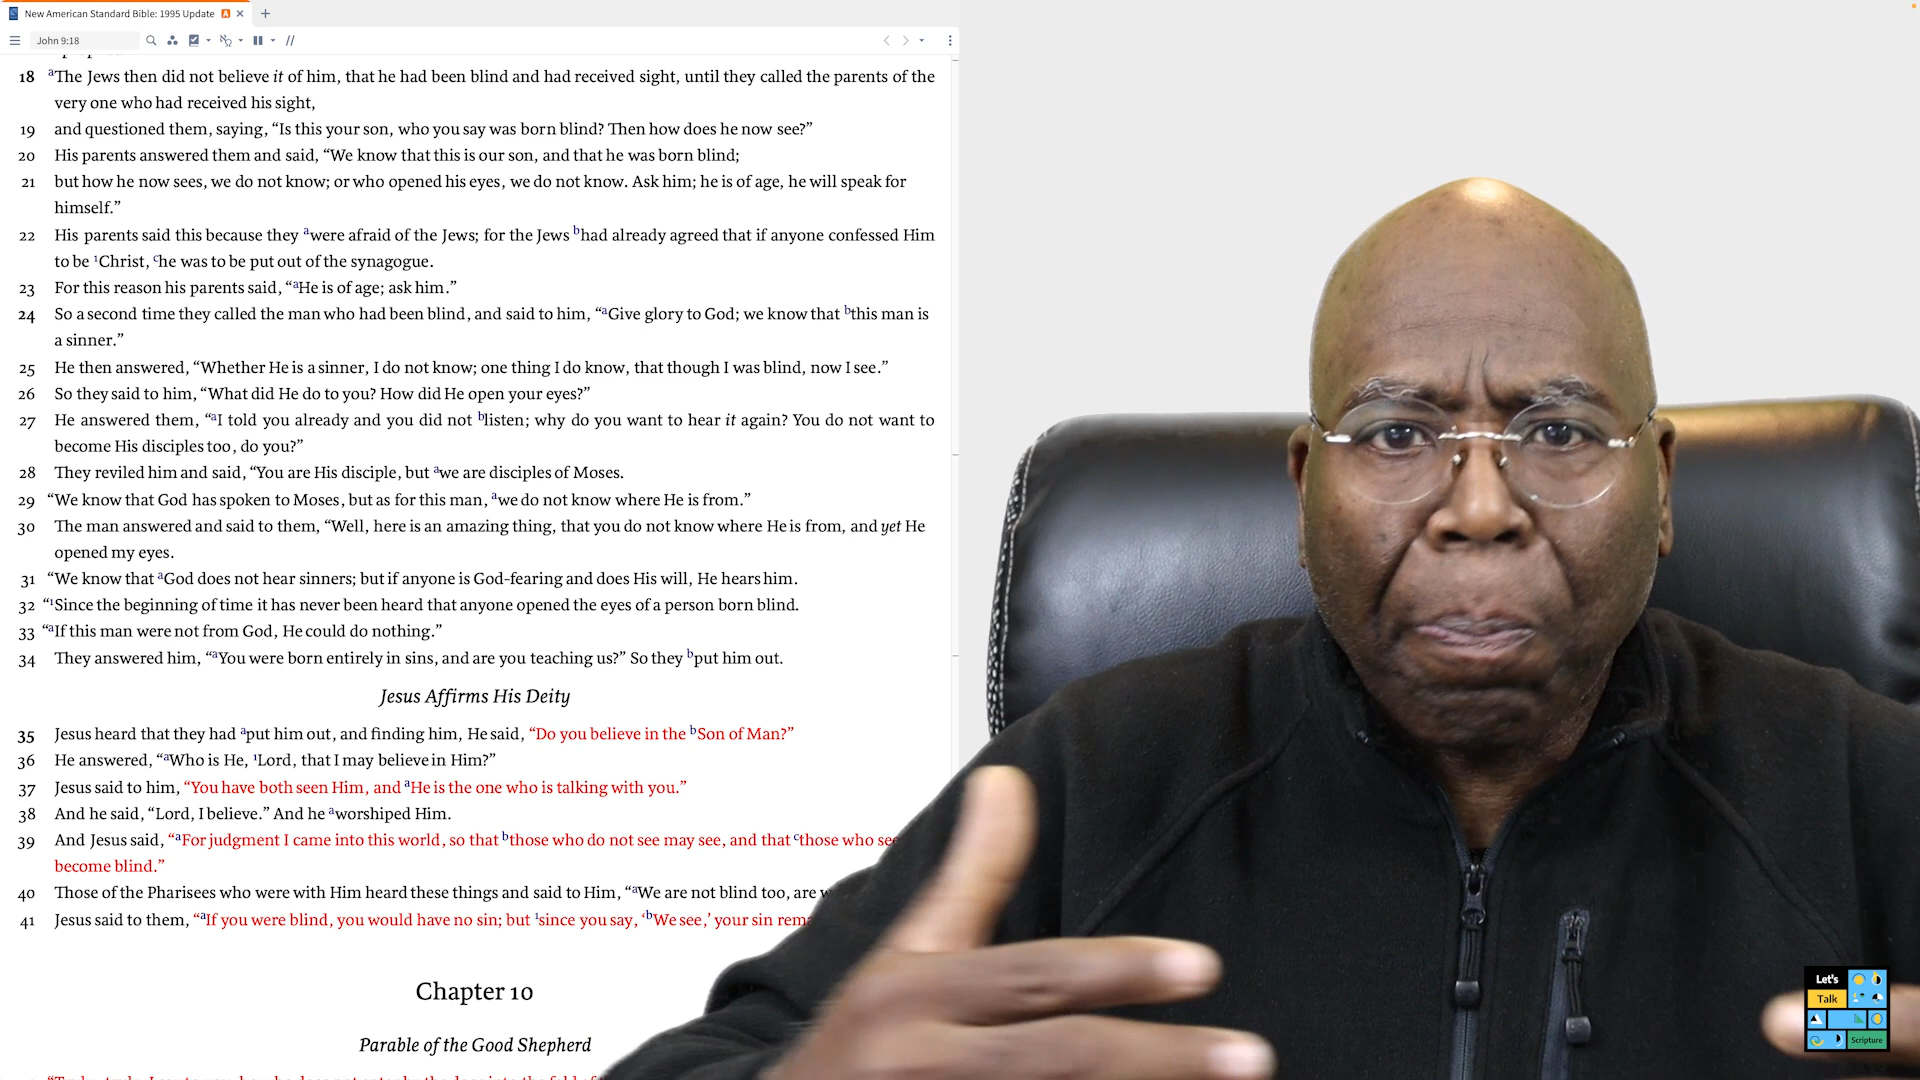 New American Standard Bible: 1995 Update A
John 9:18
18 aThe Jews then did not believe it of him, that he had been blind and had received sight, until they called the parents of the
very one who had received his sight,
19 and questioned them, saying, “Is this your son, who you say was born blind? Then how does he now see?”
20 His parents answered them and said, “We know that this is our son, and that he was born blind;
21 but how he now sees, we do not know; or who opened his eyes, we do not know. Ask him; he is of age, he will speak for
himself.”
22 His parents said this because they awere afraid of the Jews; for the Jews bhad already agreed that if anyone confessed Him
to be 1Christ, che was to be put out of the synagogue.
23 For this reason his parents said, “aHe is of age; ask him.”
24 So a second time they called the man who had been blind, and said to him, “aGive glory to God; we know that bthis man is
a sinner.”
25 He then answered, “Whether He is a sinner, I do not know; one thing I do know, that though I was blind, now I see.”
26 So they said to him, “What did He do to you? How did He open your eyes?”
27 He answered them, “aI told you already and you did not blisten; why do you want to hear it again? You do not want to
become His disciples too, do you?”
28 They reviled him and said, “You are His disciple, but awe are disciples of Moses.
29 “We know that God has spoken to Moses, but as for this man, awe do not know where He is from.”
30 The man answered and said to them, “Well, here is an amazing thing, that you do not know where He is from, and yet He
opened my eyes.
31 “We know that aGod does not hear sinners; but if anyone is God-fearing and does His will, He hears him.
32 “1Since the beginning of time it has never been heard that anyone opened the eyes of a person born blind.
33 “aIf this man were not from God, He could do nothing.”
34 They answered him, “aYou were born entirely in sins, and are you teaching us?” So they bput him out.
Jesus Affirms His Deity
35 Jesus heard that they had aput him out, and finding him, He said, “Do you believe in the bSon of Man?”
36 He answered, “aWho is He, 1Lord, that I may believe in Him?”
37 Jesus said to him, “You have both seen Him, and aHe is the one who is talking with you.”
38 And he said, “Lord, I believe.” And he aworshiped Him.
39 And Jesus said, “aFor judgment I came into this world, so that bthose who do not see may see, and that cthose who see
become blind.”
40 Those of the Pharisees who were with Him heard these things and said to Him, “aWe are not blind too, are
41 Jesus said to them, “aIf you were blind, you would have no sin; but 1since you say, ‘bWe see,’ your sin
Chapter 10
Parable of the Good Shepherd
Let's
Talk
Scripture